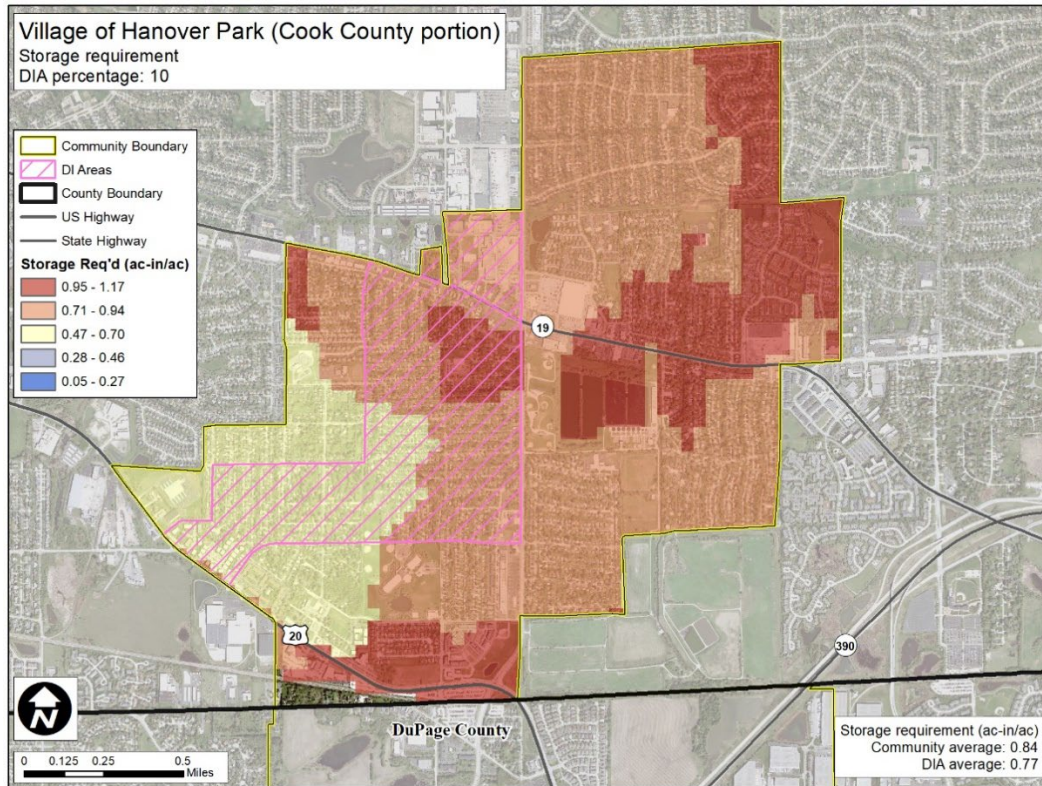 Village of Hanover Park (Cook County portion)
Storage requirement
DIA percentage: 10
Community Boundary
DI Areas
County Boundary
US Highway
State Highway
Storage Req'd (ac-in/ac)
0.95 - 1.17
0.71 - 0.94
0.47 - 0.70
0.28 - 0.46
0.05 - 0.27
19
20
390
N
DuPage County
0 0.125 0.25 0.5
Miles
Storage requirement (ac-in/ac)
Community average: 0.84
DIA average: 0.77